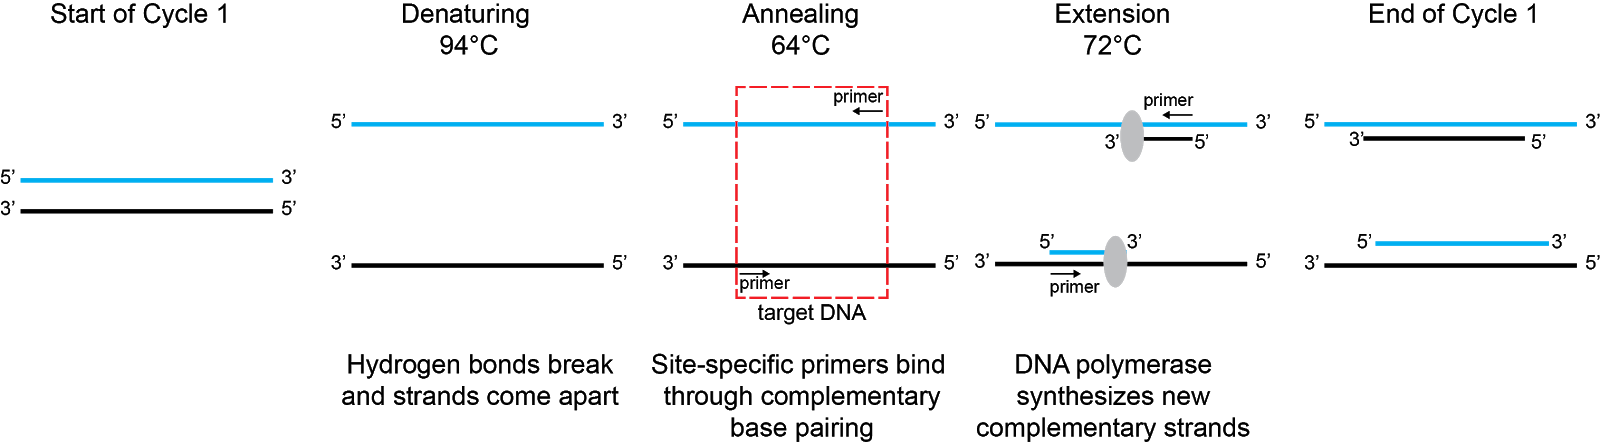 Start of Cycle 1
Denaturing
94°C
Annealing
64°C
Extension
72°C
End of Cycle 1
5’ 3’
3’ 5’
5’ 3’
3’ 5’
5’ 3’
primer
3’ 5’
primer
target DNA
5’ 3’
primer
3’ 5’
5’ 3’
3’ 5’
primer
5’ 3’
3’ 5’
5’ 3’
3’ 5’
Hydrogen bonds break
and strands come apart
Site-specific primers bind
through complementary
base pairing
DNA polymerase
synthesizes new
complementary strands